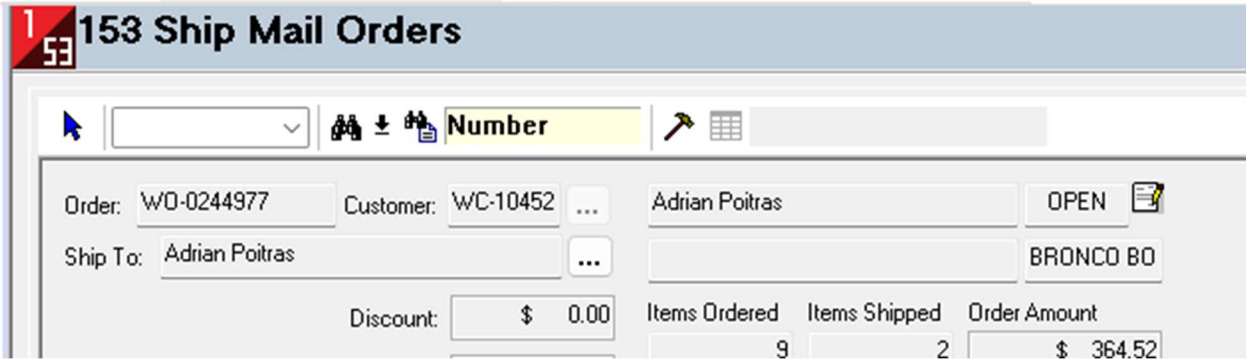 1 53 153 Ship Mail Orders
Number
Order: WO-0244977 Customer: WC-10452 ... Adrian Poitras OPEN
Ship To: Adrian Poitras ... BRONCO BO
Discount: $ 0.00 Items Ordered Items Shipped Order Amount
9 2 $ 364.52